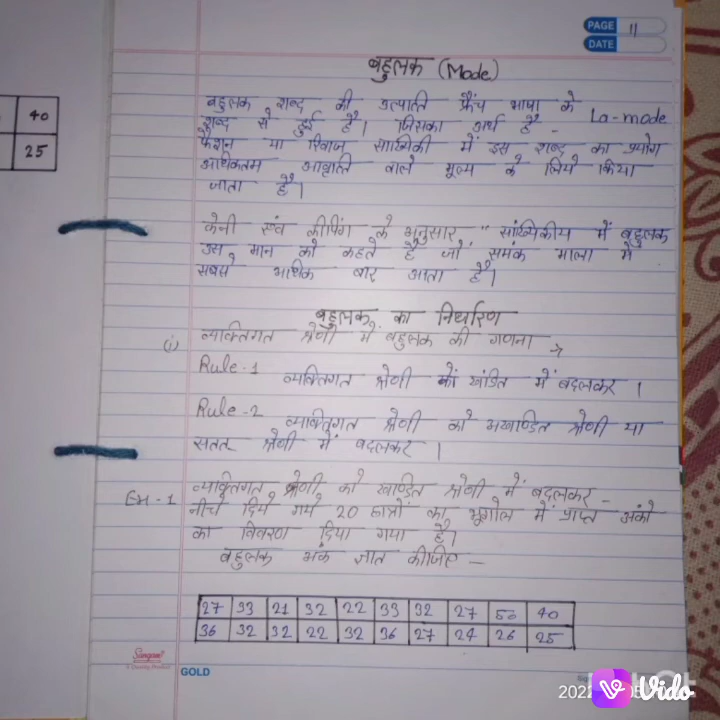 PAGE 11
DATE
बहुलक (Mode)
बहुलक शब्द की उत्पत्ति फ्रेंच भाषा के La-mode
शब्द से हुई है। जिसका अर्थ है -
फैशन या रिवाज सांख्यिकी में इस शब्द का प्रयोग
अधिकतम आवृत्ति वाले मूल्य के लिये किया
जाता है।
केनी एवं कीपिंग के अनुसार " सांख्यिकीय में बहुलक
उस मान को कहते है जो समंक माला में
सबसे अधिक बार आता है।
बहुलक का निर्धारण
(i) व्यक्तिगत श्रेणी में बहुलक की गणना →
Rule-1
व्यक्तिगत श्रेणी को खंडित में बदलकर ।
Rule-2
व्यक्तिगत श्रेणी को अखण्डित श्रेणी या
सतत श्रेणी में बदलकर ।
व्यक्तिगत श्रेणी को खण्डित श्रेणी में बदलकर -
Em-1 नीचे दिये गये 20 छात्रों का भूगोल में प्राप्त अंको
का विवरण दिया गया है।
बहुलक अंक ज्ञात कीजिए -
27 33 21 32 22 33 32 27 50 40
36 32 32 22 32 36 27 24 26 25
40
25
Sangam
GOLD
2022
05
Vido